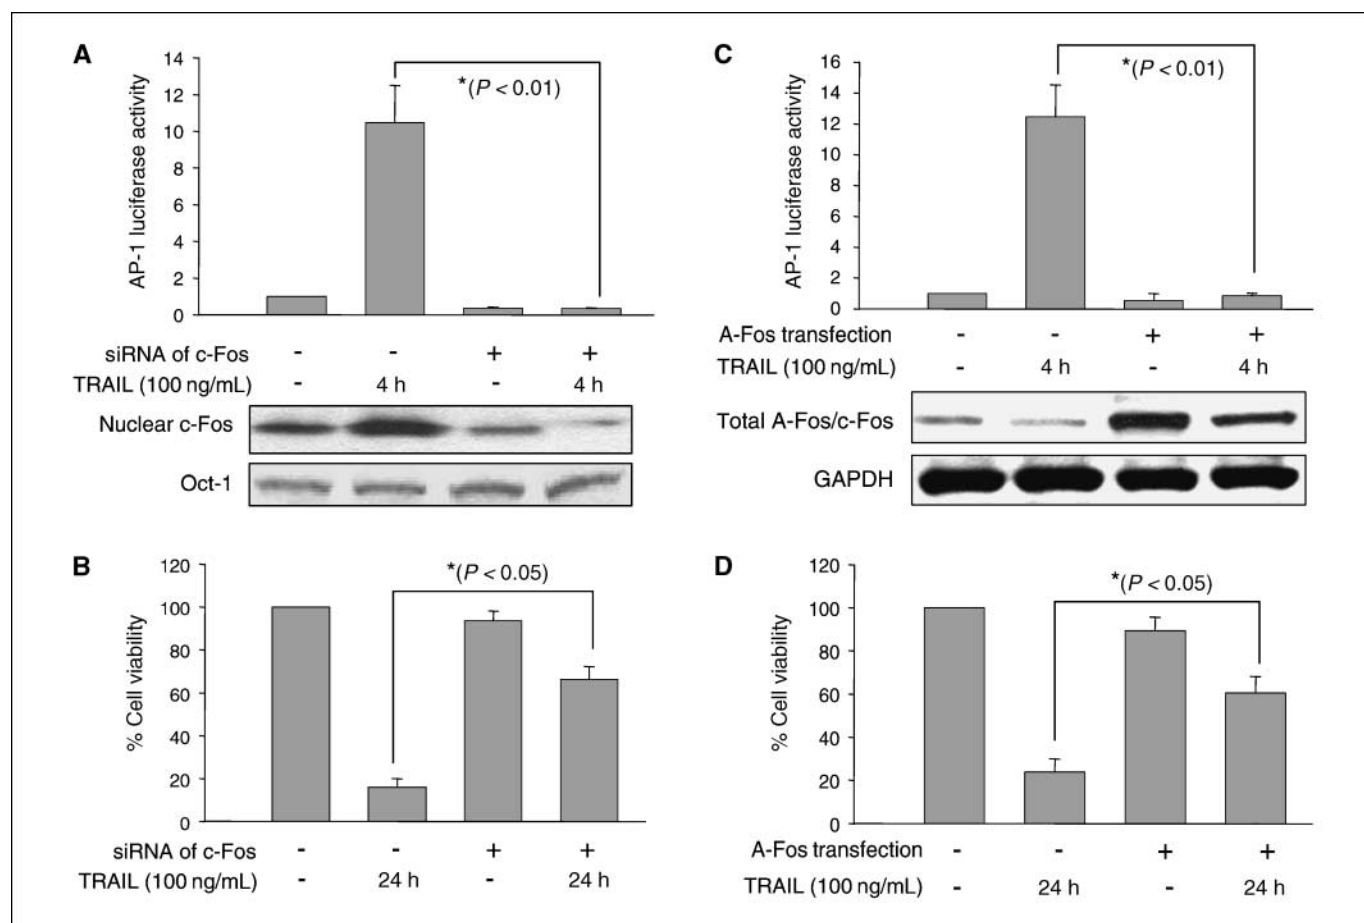 A
AP-1 luciferase activity
14
12
10
8
6
4
2
0
*(P < 0.01)
siRNA of c-Fos - - + +
TRAIL (100 ng/mL) - 4 h - 4 h
Nuclear c-Fos
Oct-1
B
% Cell viability
120
100
80
60
40
20
0
*(P < 0.05)
siRNA of c-Fos - - + +
TRAIL (100 ng/mL) - 24 h - 24 h
C
AP-1 luciferase activity
16
14
12
10
8
6
4
2
0
*(P < 0.01)
A-Fos transfection - - + +
TRAIL (100 ng/mL) - 4 h - 4 h
Total A-Fos/c-Fos
GAPDH
D
% Cell viability
120
100
80
60
40
20
0
*(P < 0.05)
A-Fos transfection - - + +
TRAIL (100 ng/mL) - 24 h - 24 h